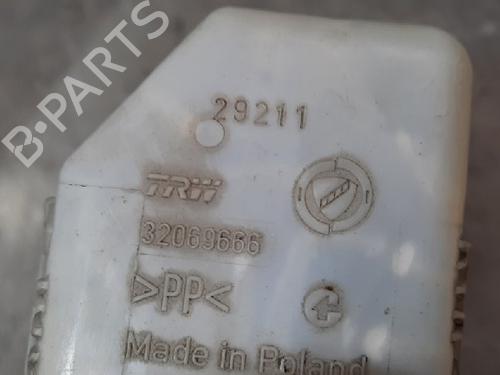 B-PARTS
29211
TRW
32069666
>PP<
Made in Poland